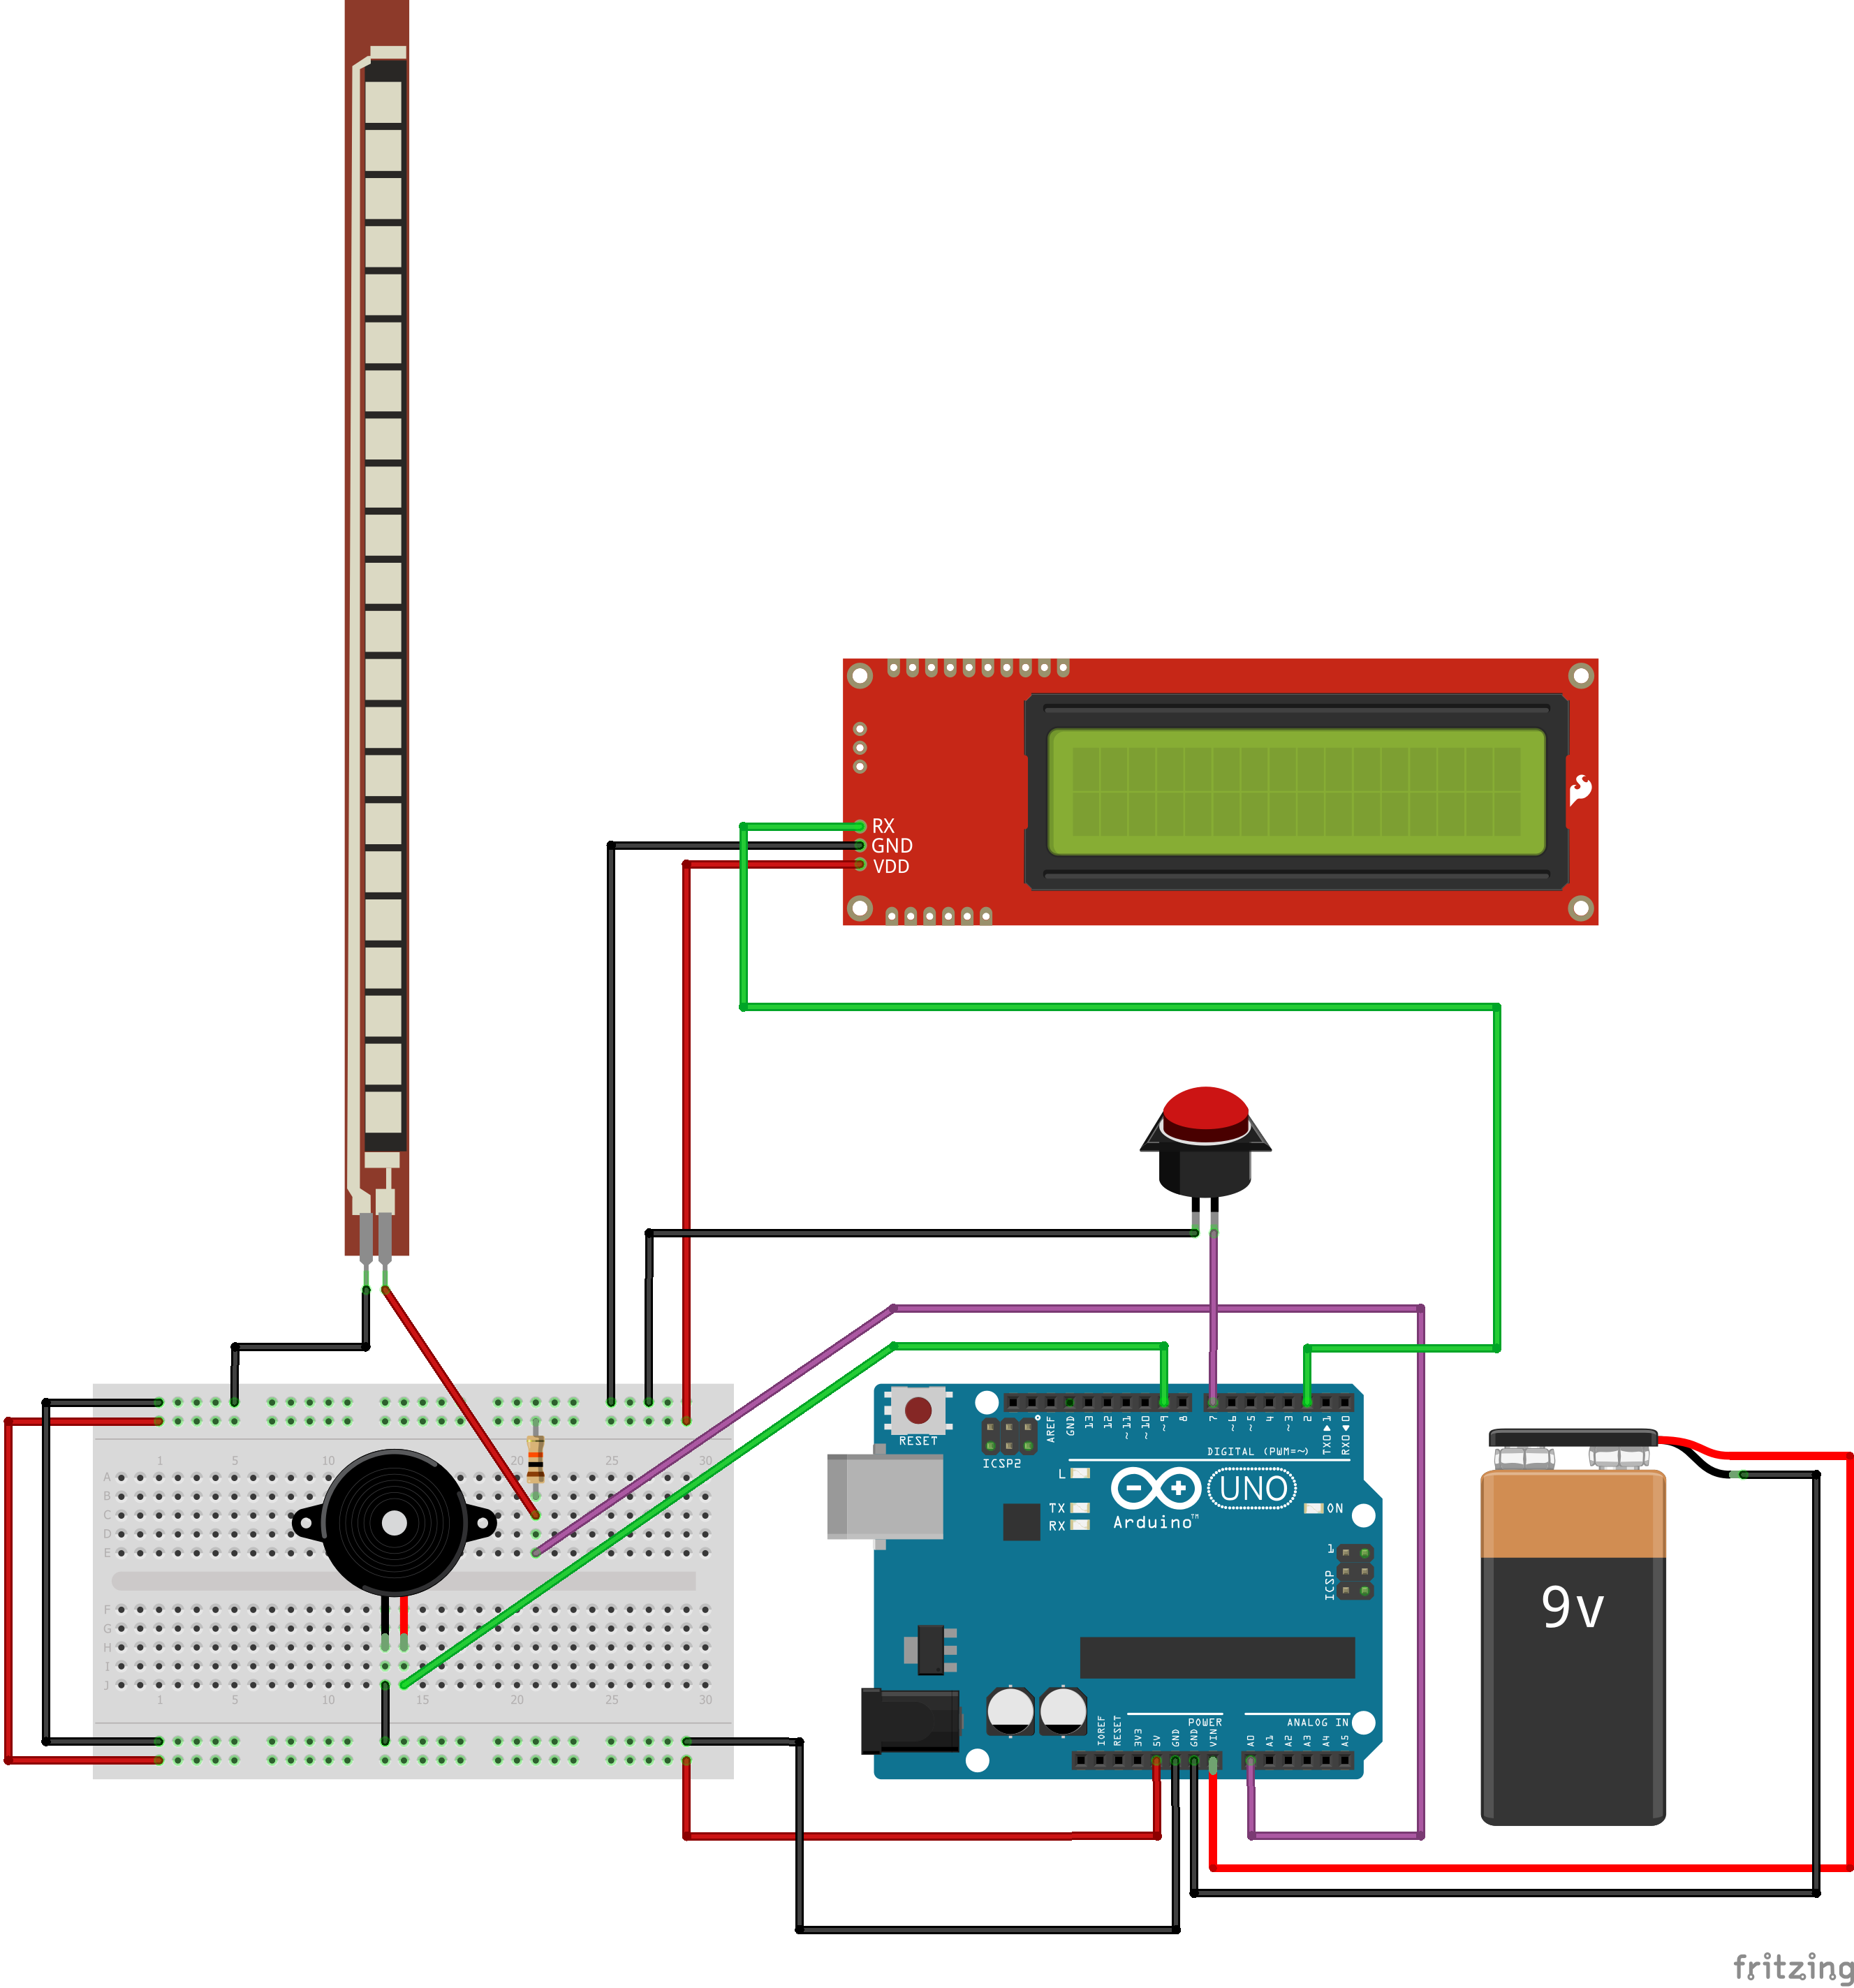 RX
GND
VDD
RESET
ICSP2
AREF
GND
13
12
~11
~10
~9
8
7
~6
~5
4
~3
2
TX0 1
RX0 0
DIGITAL (PWM=~)
L
TX
RX
UNO
ON
Arduino™
1
ICSP
9v
1 5 10 15 20 25 30
A
B
C
D
E
F
G
H
I
J
1 5 10 15 20 25 30
POWER
ANALOG IN
IOREF
RESET
3V3
5V
GND
GND
VIN
A0
A1
A2
A3
A4
A5
fritzing